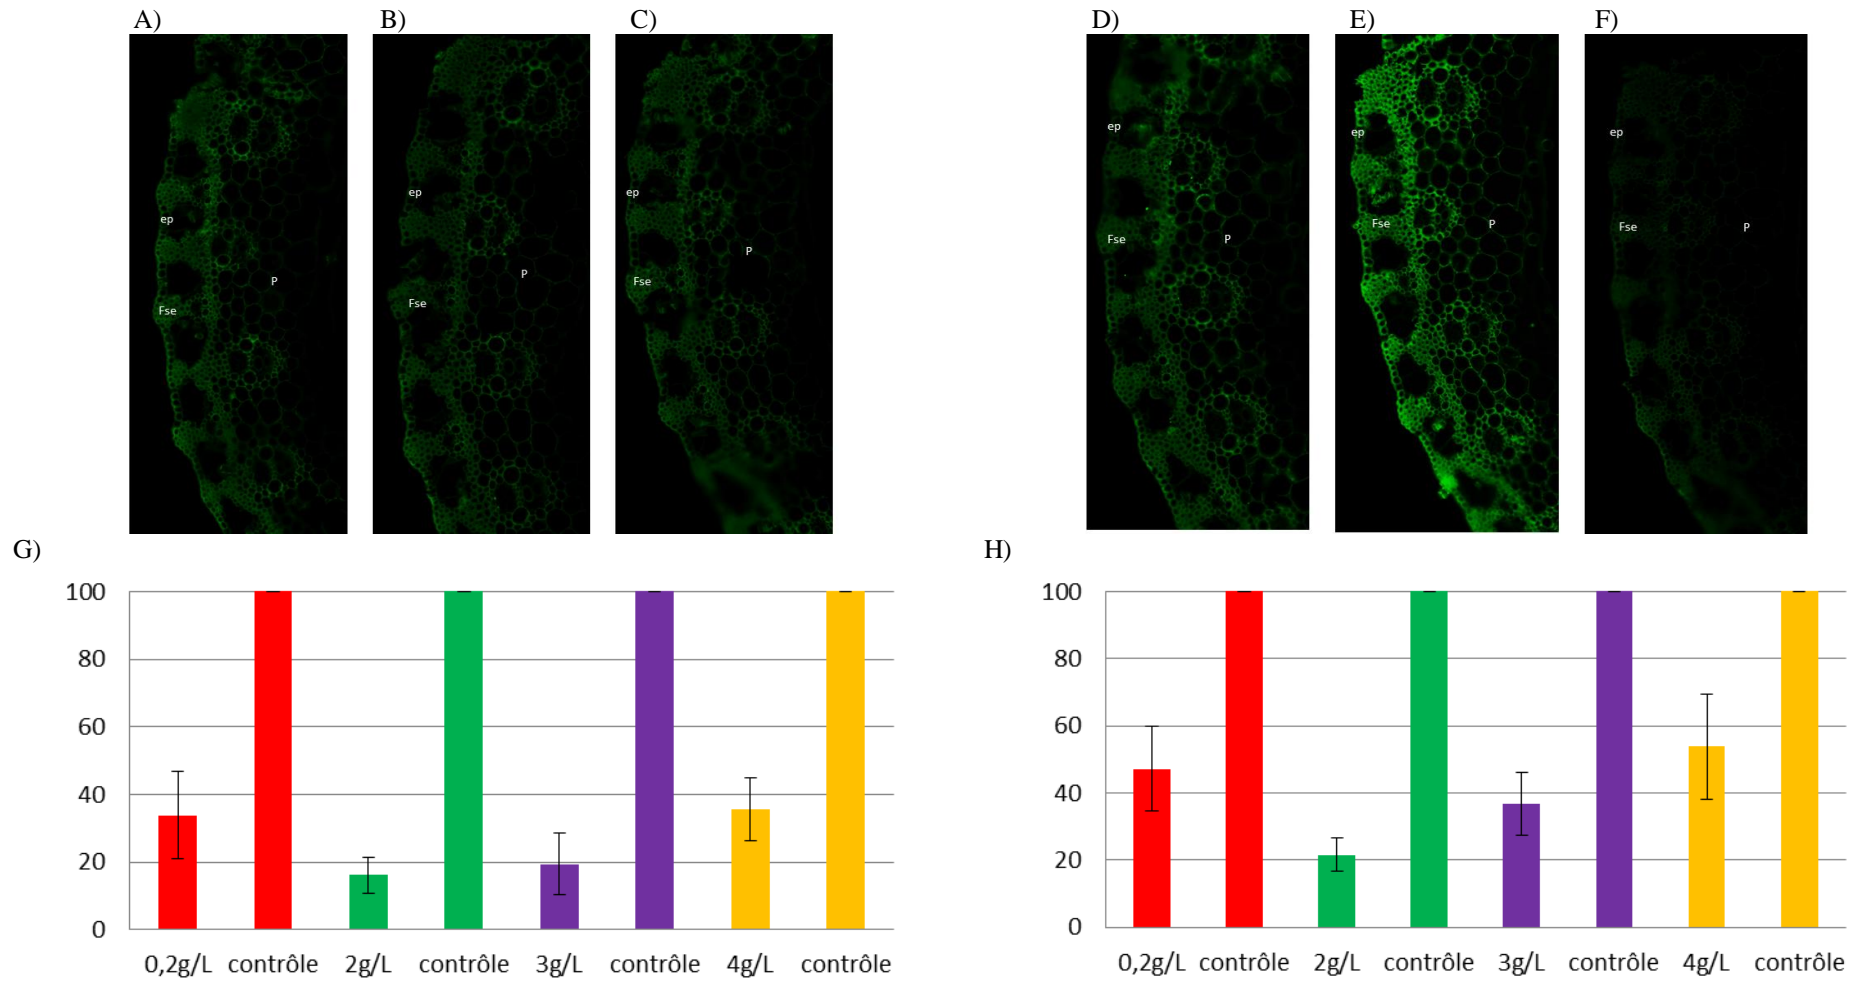 A)
B)
C)
D)
E)
F)
ep
Fse
P
ep
Fse
P
ep
Fse
P
ep
Fse
P
ep
Fse
P
ep
Fse
P
G)
100
80
60
40
20
0
0,2g/L contrôle 2g/L contrôle 3g/L contrôle 4g/L contrôle
H)
100
80
60
40
20
0
0,2g/L contrôle 2g/L contrôle 3g/L contrôle 4g/L contrôle